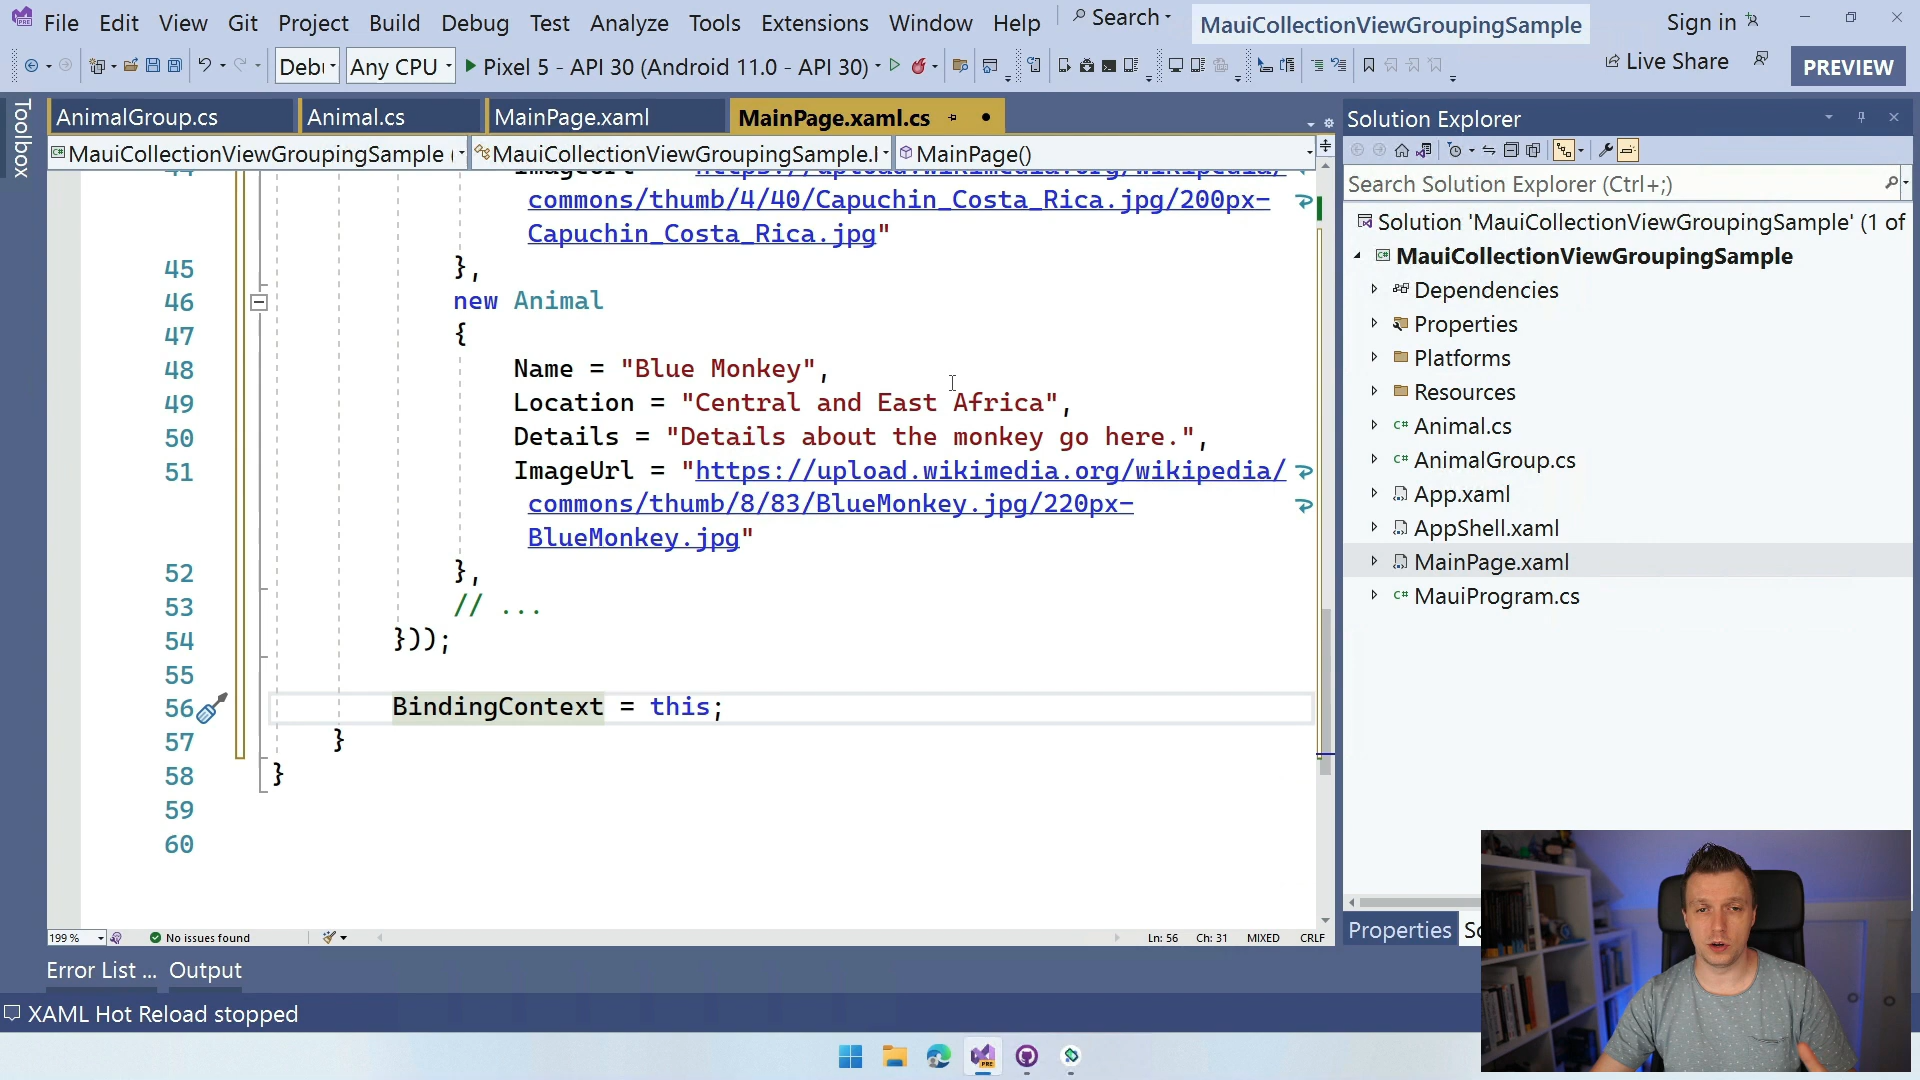 File Edit View Git Project Build Debug Test Analyze Tools Extensions Window Help Search MauiCollectionViewGroupingSample Sign in
Any CPU Pixel 5 - API 30 (Android 11.0 - API 30) Live Share PREVIEW
Toolbox
AnimalGroup.cs Animal.cs MainPage.xaml MainPage.xaml.cs
MauiCollectionViewGroupingSample MainPage()
commons/thumb/4/40/Capuchin_Costa_Rica.jpg/200px-
Capuchin_Costa_Rica.jpg"
45 },
46 new Animal
47 {
48 Name = "Blue Monkey",
49 Location = "Central and East Africa",
50 Details = "Details about the monkey go here.",
51 ImageUrl = "https://upload.wikimedia.org/wikipedia/
commons/thumb/8/83/BlueMonkey.jpg/220px-
BlueMonkey.jpg"
52 },
53 // ...
54 }));
55
56 BindingContext = this;
57 }
58 }
59
60
199 % No issues found Ln: 56 Ch: 31 MIXED CRLF
Solution Explorer
Search Solution Explorer (Ctrl+;)
Solution 'MauiCollectionViewGroupingSample' (1 of
MauiCollectionViewGroupingSample
Dependencies
Properties
Platforms
Resources
Animal.cs
AnimalGroup.cs
App.xaml
AppShell.xaml
MainPage.xaml
MauiProgram.cs
Properties
Error List ... Output
XAML Hot Reload stopped